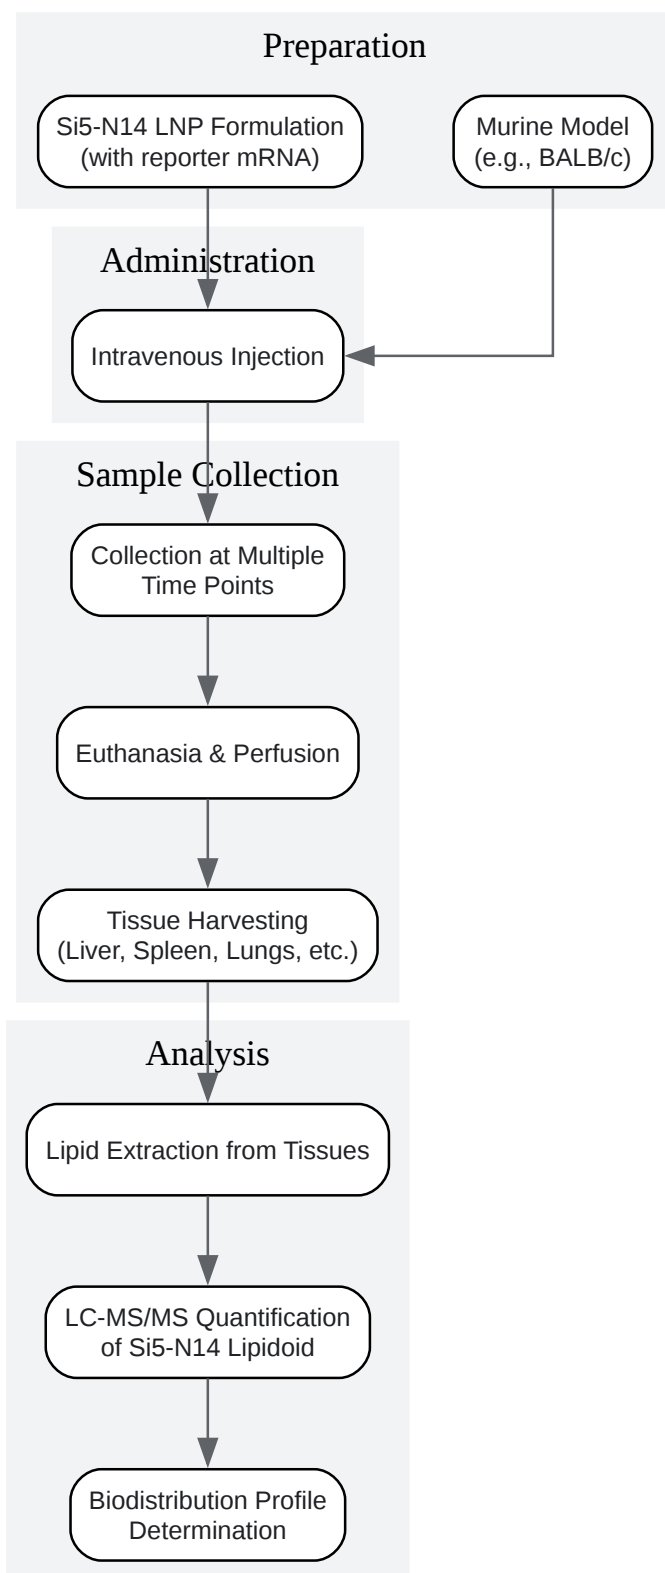 Preparation
Si5-N14 LNP Formulation
(with reporter mRNA)
Murine Model
(e.g., BALB/c)
Administration
Intravenous Injection
Sample Collection
Collection at Multiple
Time Points
Euthanasia & Perfusion
Tissue Harvesting
(Liver, Spleen, Lungs, etc.)
Analysis
Lipid Extraction from Tissues
LC-MS/MS Quantification
of Si5-N14 Lipidoid
Biodistribution Profile
Determination